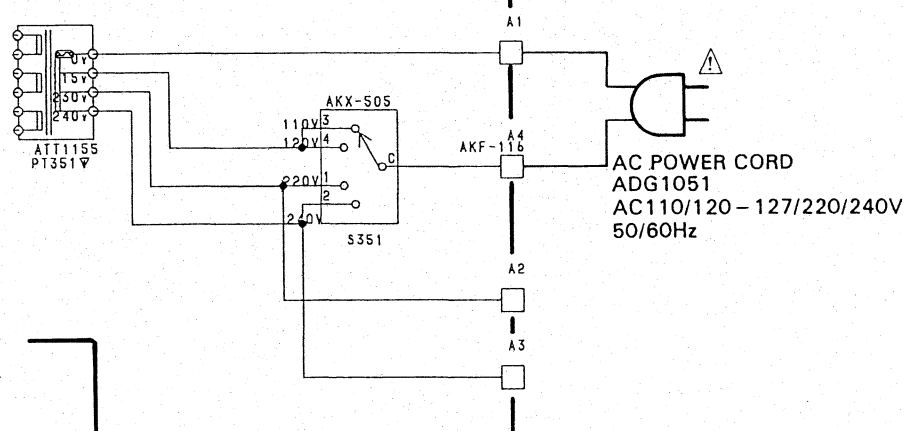 A1
0V
15V
230V
240V
ATT1155
PT351
AKX-505
110V 3
120V 4
220V 1
2
240V
C
S351
A4
AKF-116
AC POWER CORD
ADG1051
AC110/120–127/220/240V
50/60Hz
A2
A3